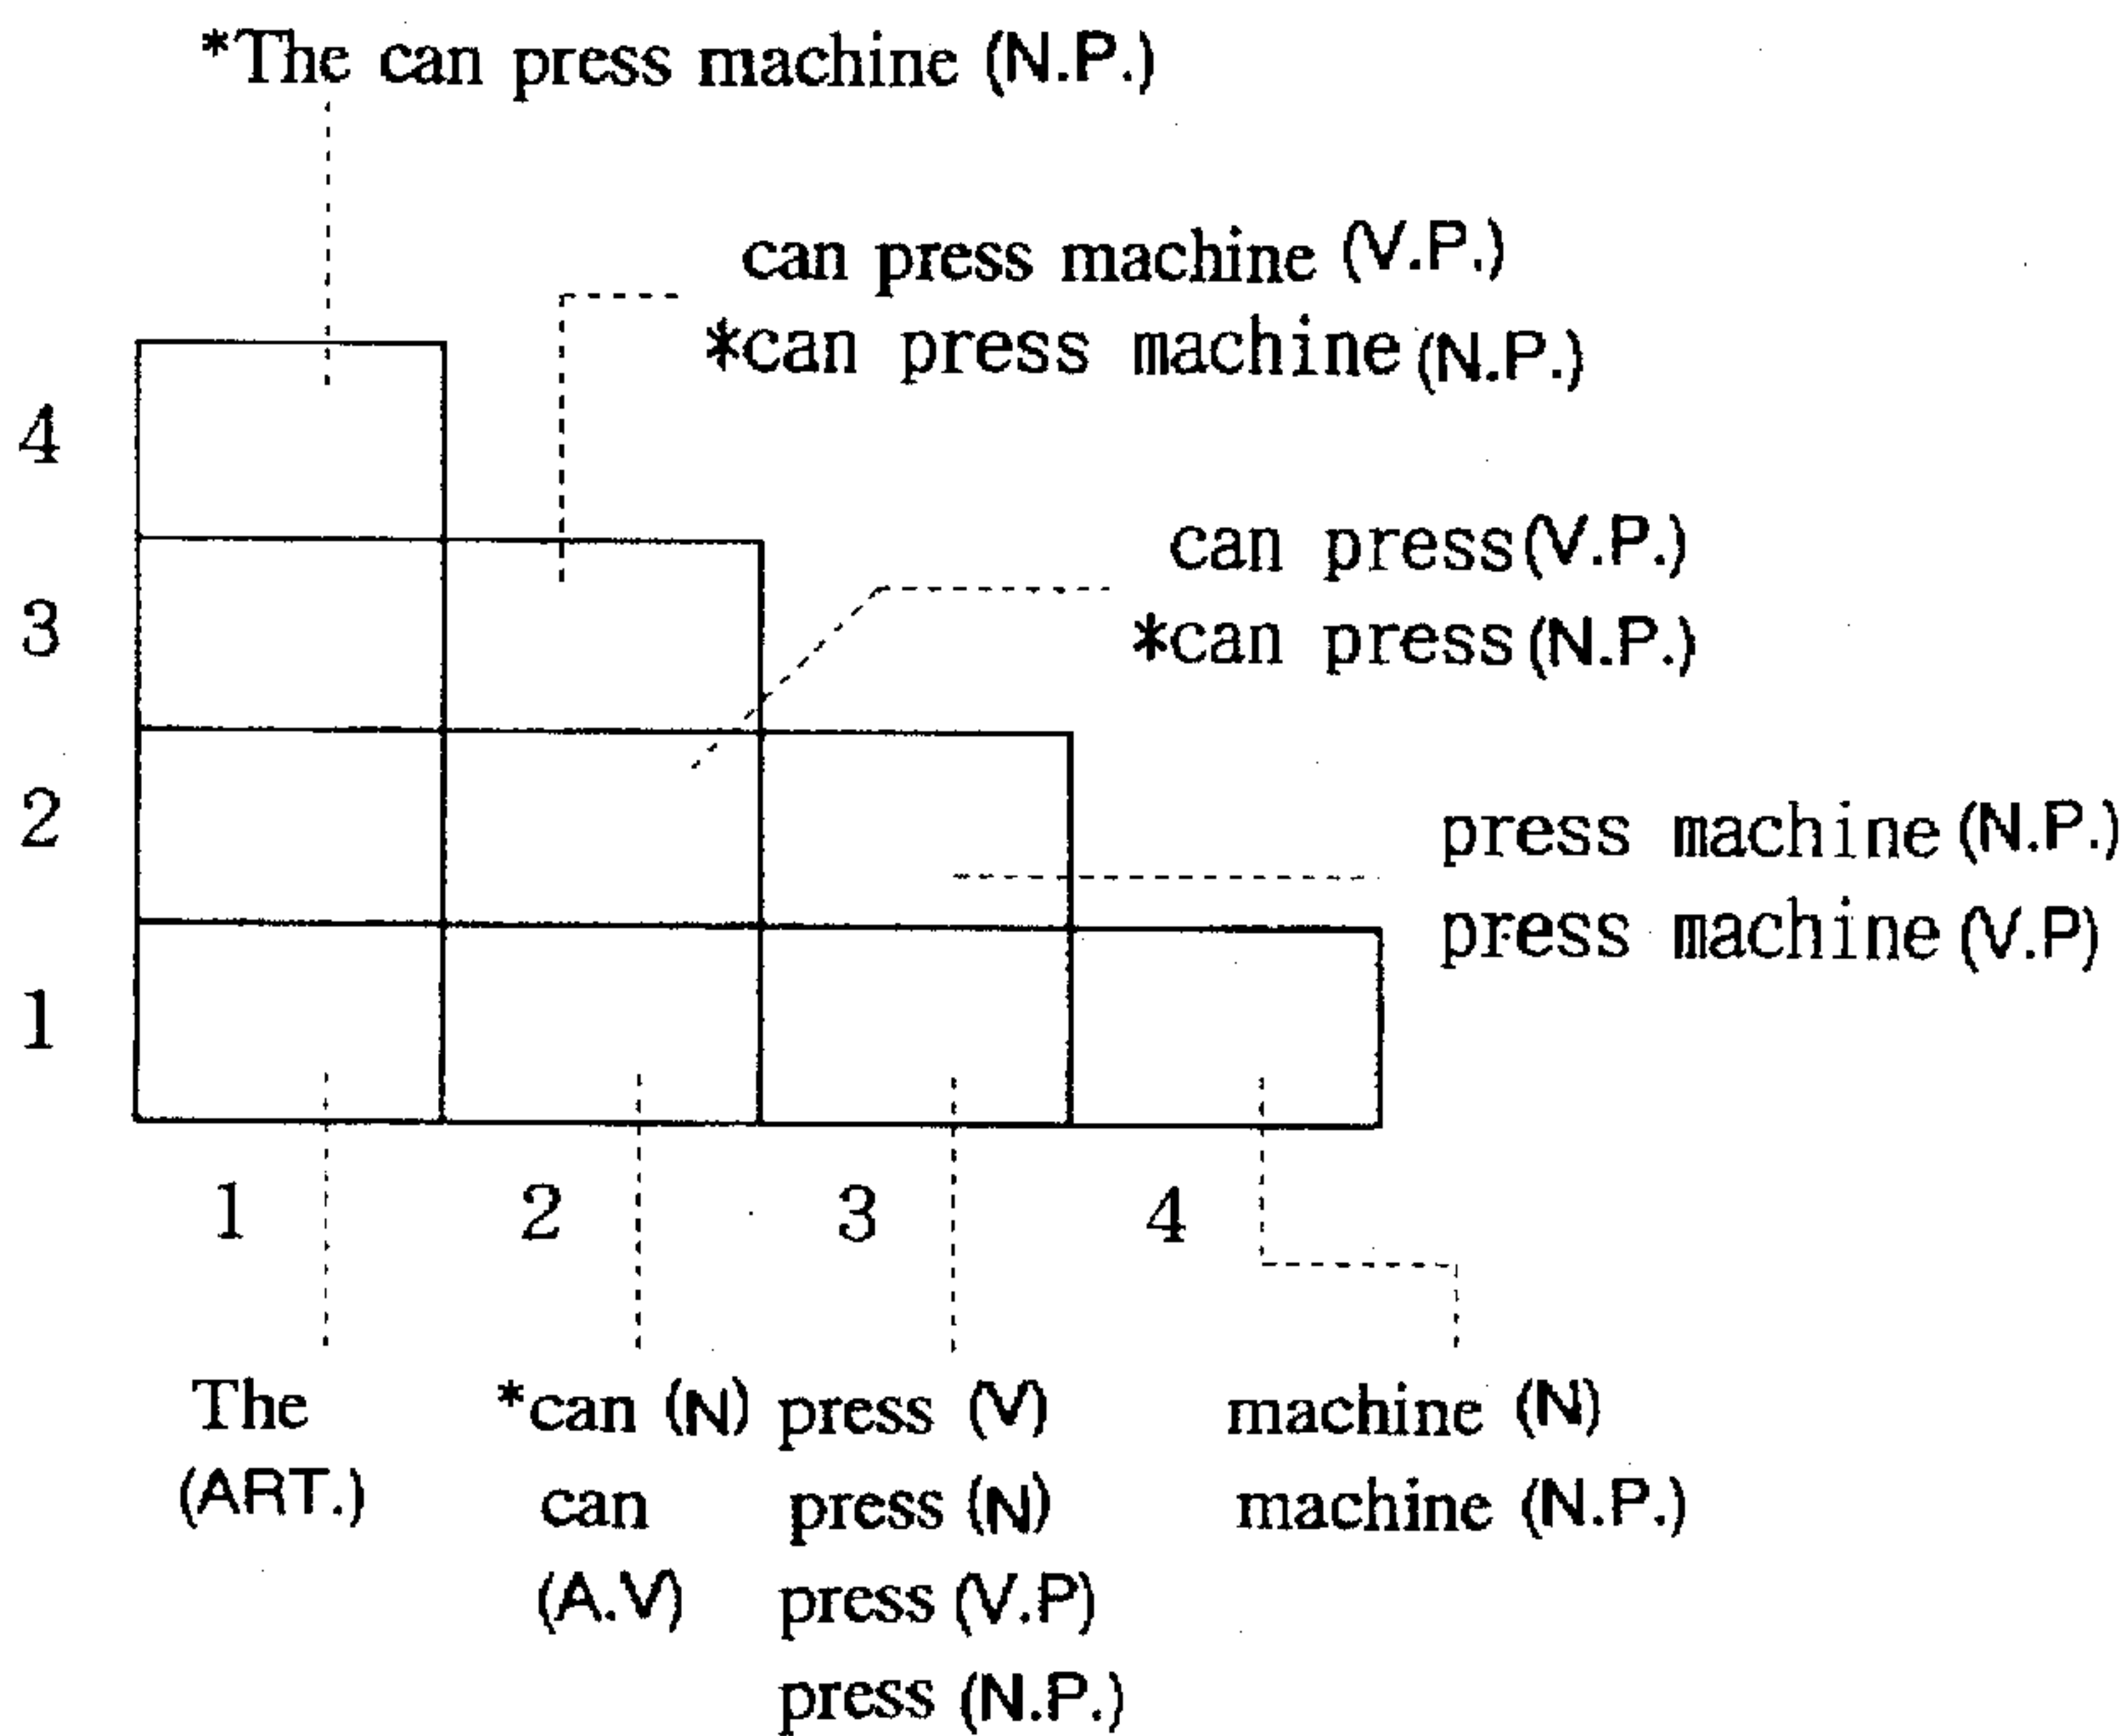 *The can press machine (N.P.)
can press machine (V.P.)
*can press machine (N.P.)
4
can press (V.P.)
3
*can press (N.P.)
2
press machine (N.P.)
press machine (V.P)
1
1 2 3 4
The *can (N) press (V) machine (N)
(ART.) can press (N) machine (N.P.)
(A.V) press (V.P)
press (N.P.)